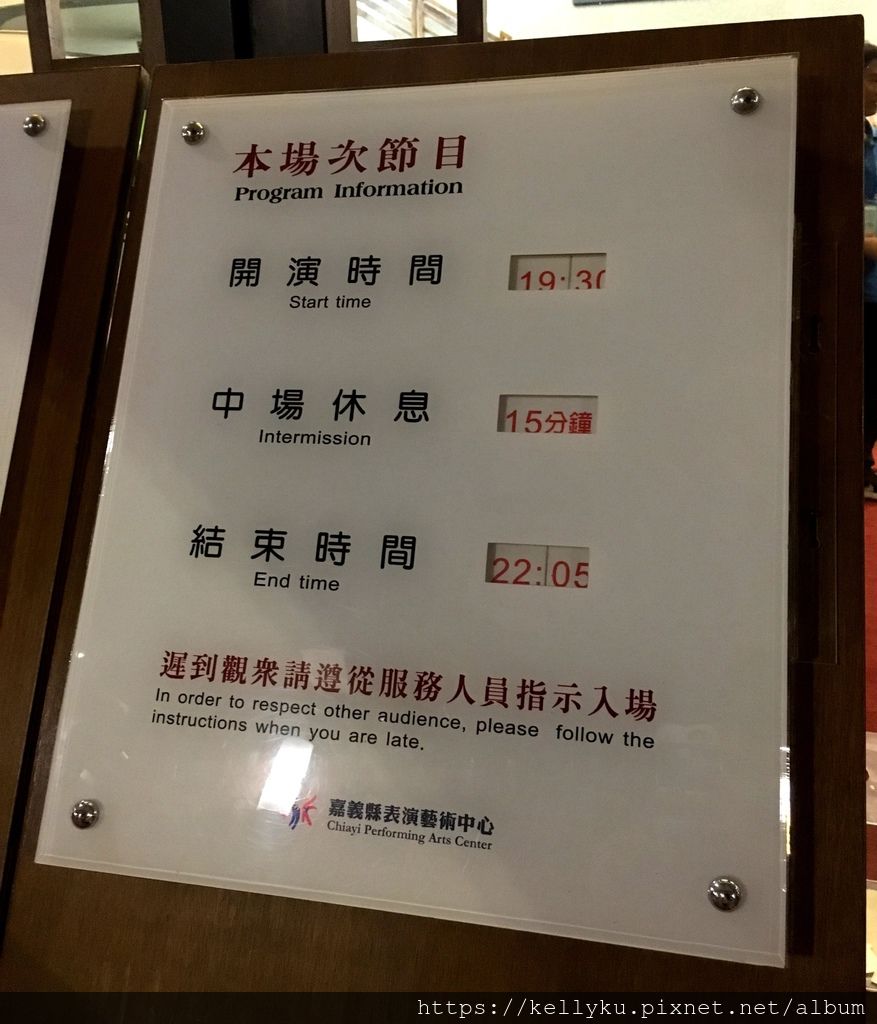 本場次節目
Program Information
開演時間 19:30
Start time
中場休息 15分鐘
Intermission
結束時間 22:05
End time
遲到觀眾請遵從服務人員指示入場
In order to respect other audience, please follow the
instructions when you are late.
嘉義縣表演藝術中心
Chiayi Performing Arts Center
https://kellyku.pixnet.net/album